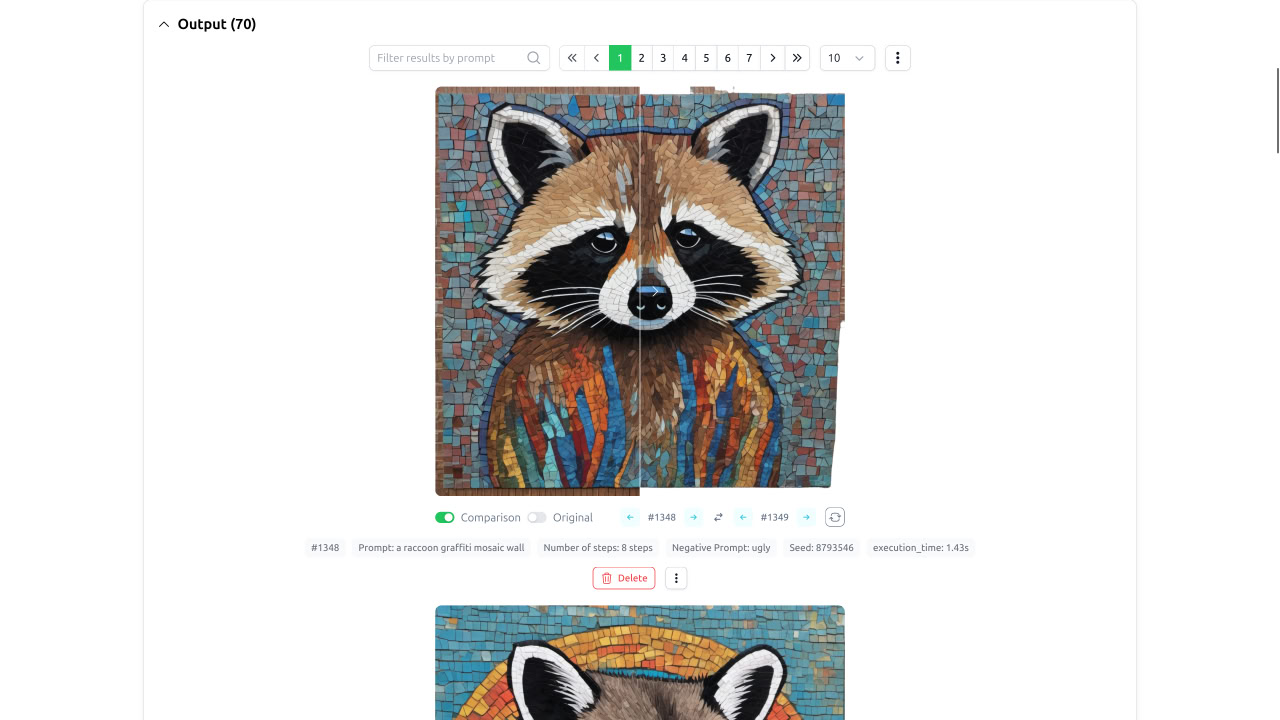 Output (70)
Filter results by prompt
1 2 3 4 5 6 7
10
Comparison Original #1348 #1349
#1348 Prompt: a raccoon graffiti mosaic wall Number of steps: 8 steps Negative Prompt: ugly Seed: 8793546 execution_time: 1.43s
Delete